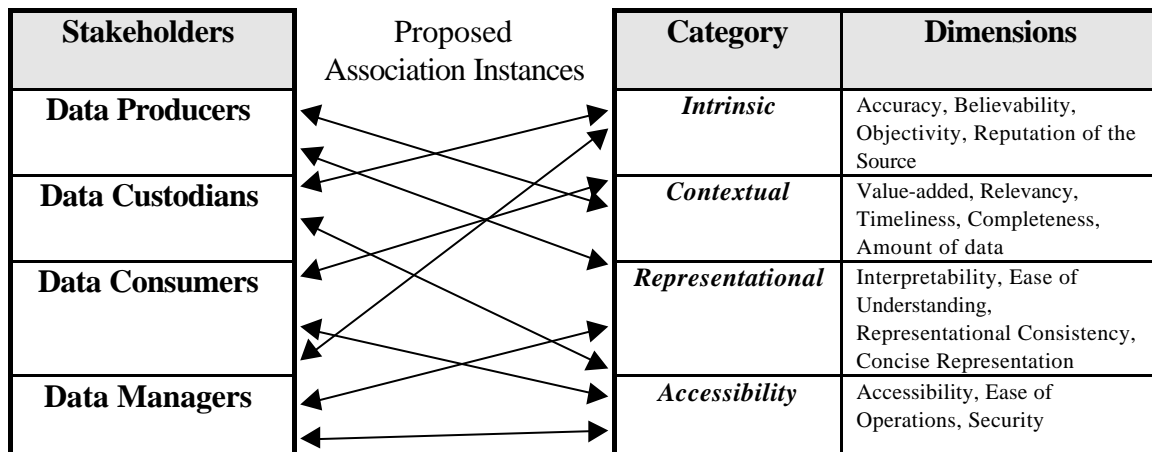 Stakeholders
Proposed
Association Instances
Category
Dimensions
Data Producers
Intrinsic
Accuracy, Believability,
Objectivity, Reputation of the
Source
Data Custodians
Contextual
Value-added, Relevancy,
Timeliness, Completeness,
Amount of data
Data Consumers
Representational
Interpretability, Ease of
Understanding,
Representational Consistency,
Concise Representation
Data Managers
Accessibility
Accessibility, Ease of
Operations, Security